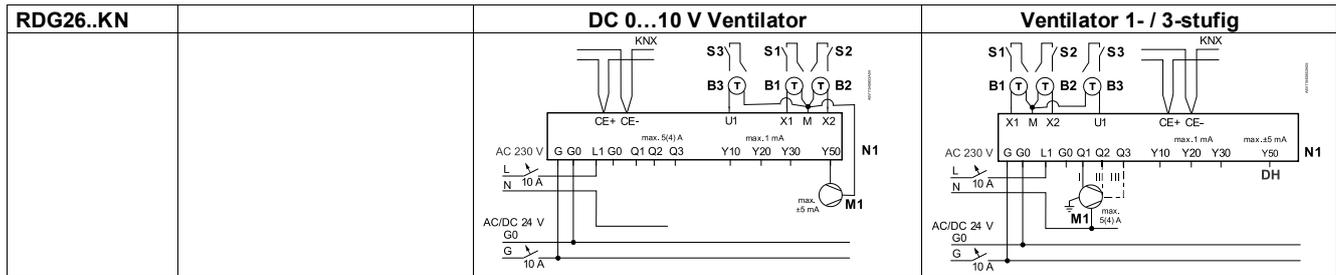 RDG26..KN
DC 0…10 V Ventilator
Ventilator 1- / 3-stufig
KNX
S3 S1 S2
B3 T B1 T T B2
CE+ CE- U1 X1 M X2
max. 5(4) A max.1 mA
AC 230 V G G0 L1 G0 Q1 Q2 Q3 Y10 Y20 Y30 Y50 N1
L
10 A
N
max.
±5 mA
M1
AC/DC 24 V
G0
G
10 A
S1 S2 S3 KNX
B1 T T B2 T B3
X1 M X2 U1 CE+ CE-
max.1 mA max.±5 mA
AC 230 V G G0 L1 G0 Q1 Q2 Q3 Y10 Y20 Y30 Y50 N1
DH
L I II III
10 A
N
M1 max.
5(4) A
AC/DC 24 V
G0
G
10 A